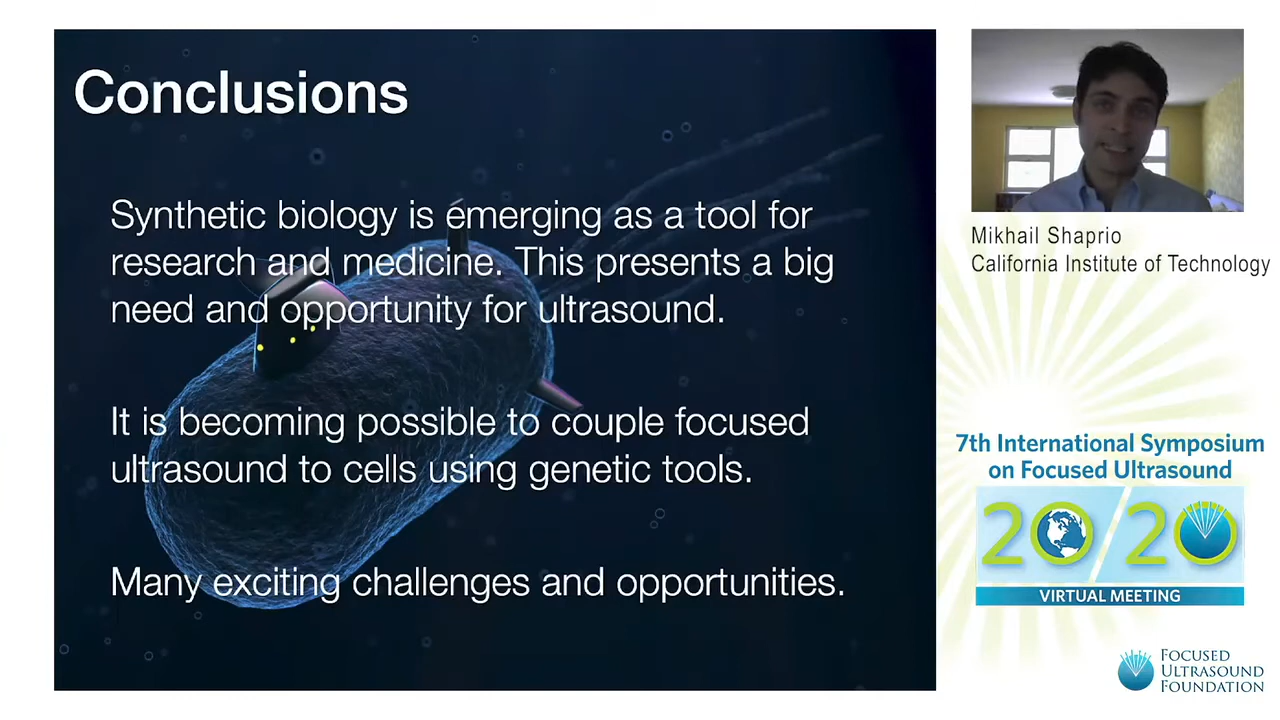 Conclusions
Synthetic biology is emerging as a tool for
research and medicine. This presents a big
need and opportunity for ultrasound.
It is becoming possible to couple focused
ultrasound to cells using genetic tools.
Many exciting challenges and opportunities.
Mikhail Shaprio
California Institute of Technology
7th International Symposium
on Focused Ultrasound
20/20
VIRTUAL MEETING
FOCUSED
ULTRASOUND
FOUNDATION